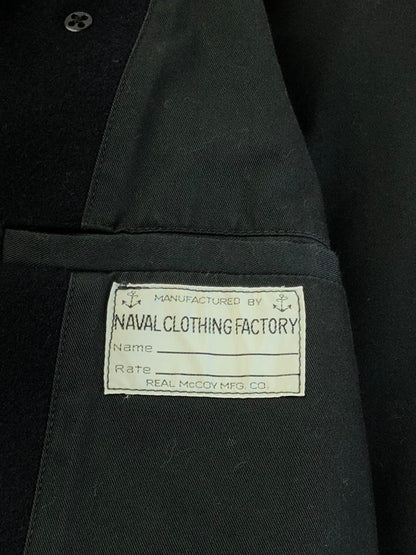 MANUFACTURED BY
NAVAL CLOTHING FACTORY
Name
Rate
REAL McCOY MFG. CO.